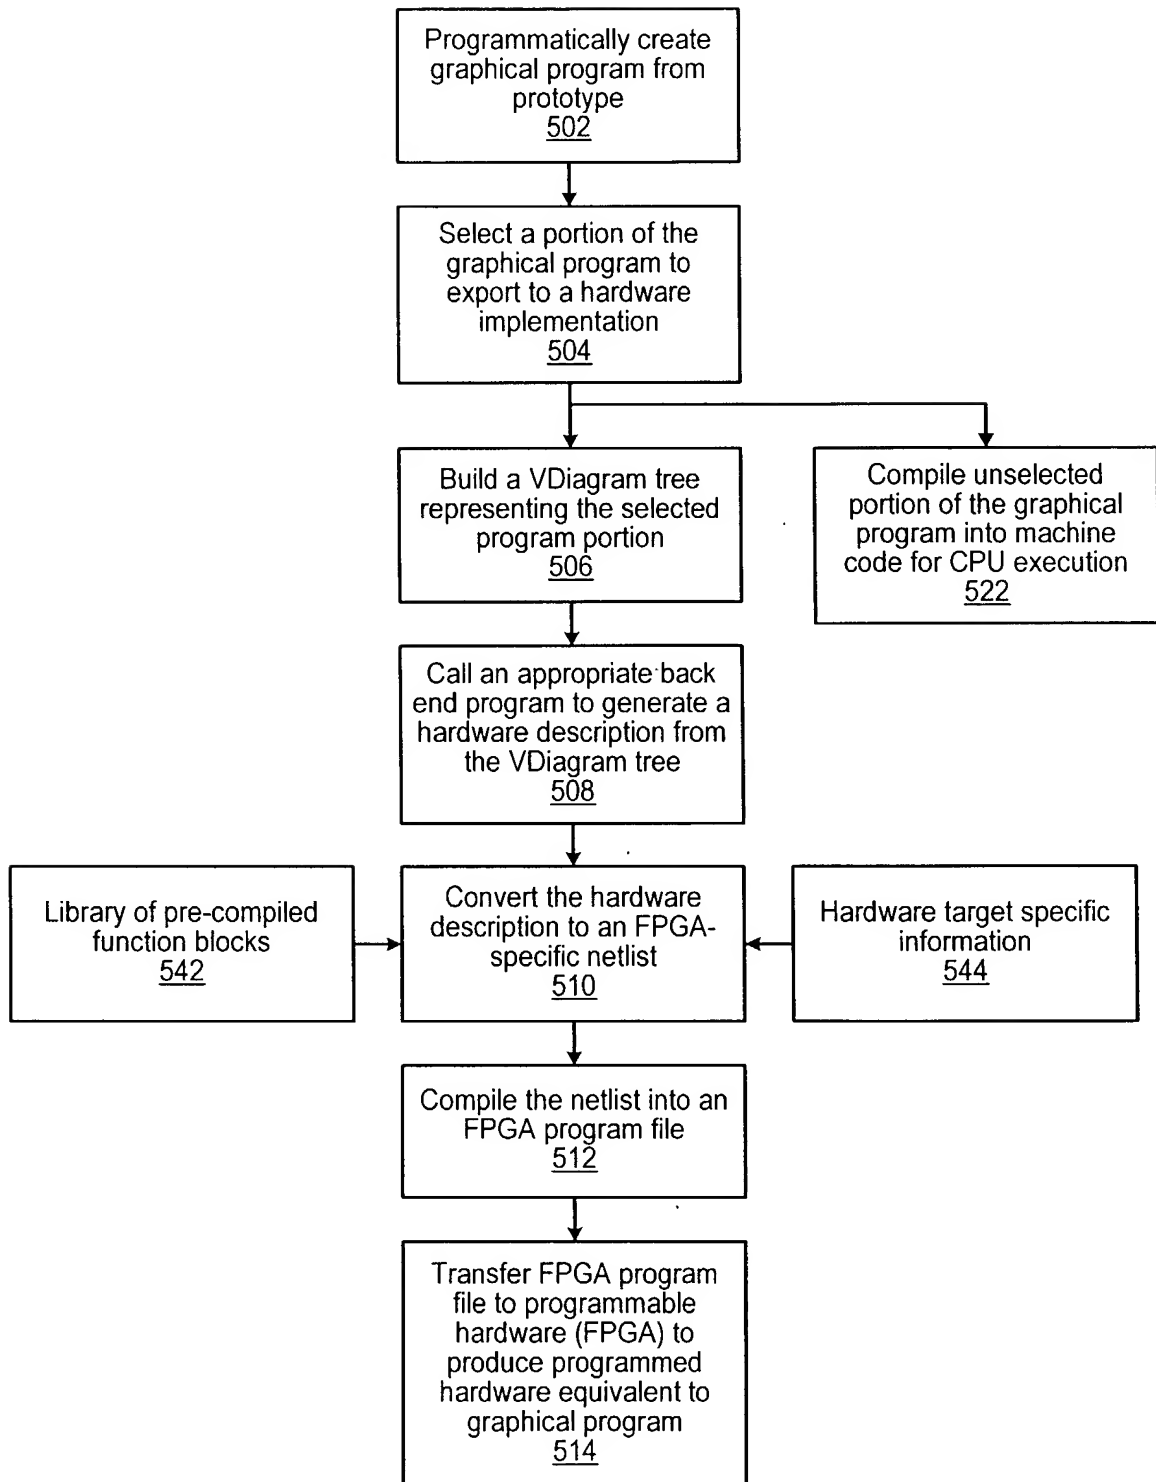 Programmatically create
graphical program from
prototype
502
Select a portion of the
graphical program to
export to a hardware
implementation
504
Build a VDiagram tree
representing the selected
program portion
506
Compile unselected
portion of the graphical
program into machine
code for CPU execution
522
Call an appropriate back
end program to generate a
hardware description from
the VDiagram tree
508
Library of pre-compiled
function blocks
542
Convert the hardware
description to an FPGA-
specific netlist
510
Hardware target specific
information
544
Compile the netlist into an
FPGA program file
512
Transfer FPGA program
file to programmable
hardware (FPGA) to
produce programmed
hardware equivalent to
graphical program
514